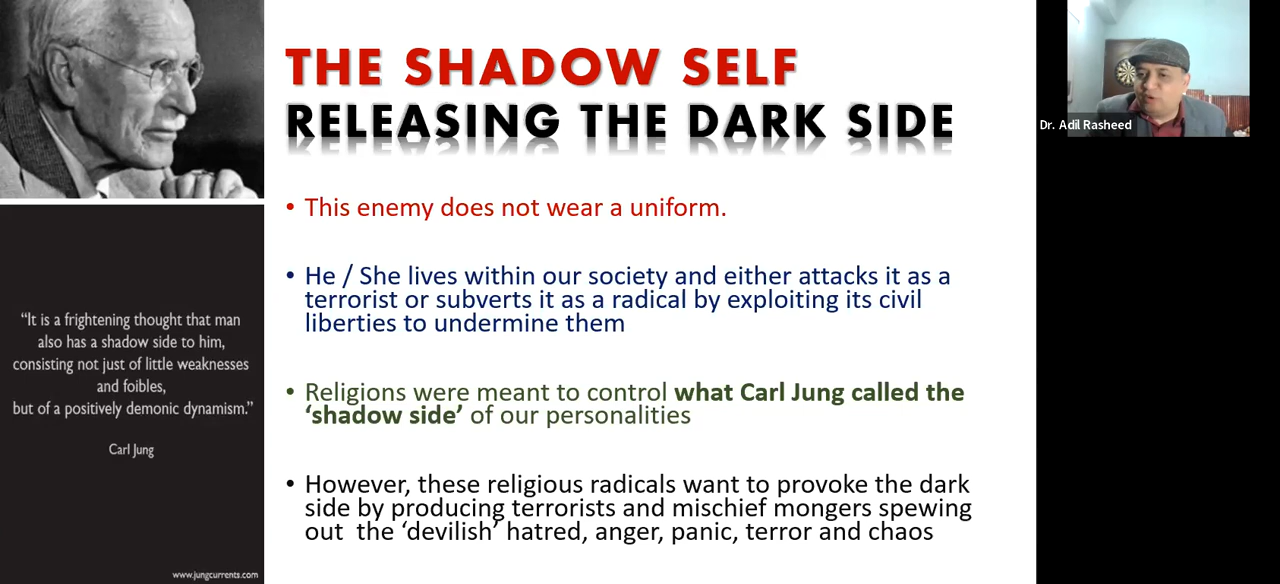 THE SHADOW SELF
RELEASING THE DARK SIDE
• This enemy does not wear a uniform.
• He / She lives within our society and either attacks it as a
terrorist or subverts it as a radical by exploiting its civil
liberties to undermine them
• Religions were meant to control what Carl Jung called the
‘shadow side’ of our personalities
• However, these religious radicals want to provoke the dark
side by producing terrorists and mischief mongers spewing
out the ‘devilish’ hatred, anger, panic, terror and chaos
“It is a frightening thought that man
also has a shadow side to him,
consisting not just of little weaknesses
and foibles,
but of a positively demonic dynamism.”
Carl Jung
www.jungcurrents.com
Dr. Adil Rasheed